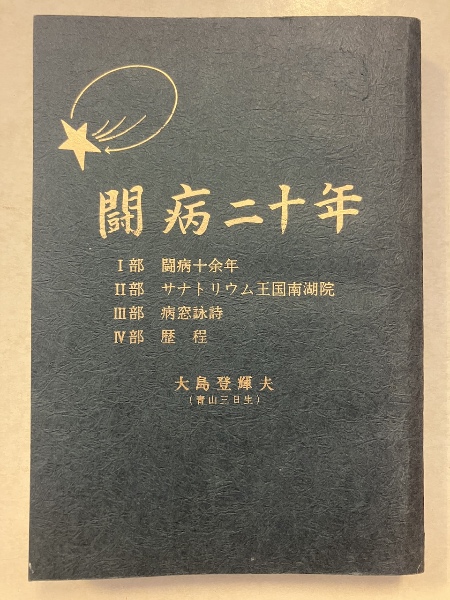 闘病二十年
Ⅰ部 闘病十余年
Ⅱ部 サナトリウム王国南湖院
Ⅲ部 病窓詠詩
Ⅳ部 歴程
大島登輝夫
(青山三日生)